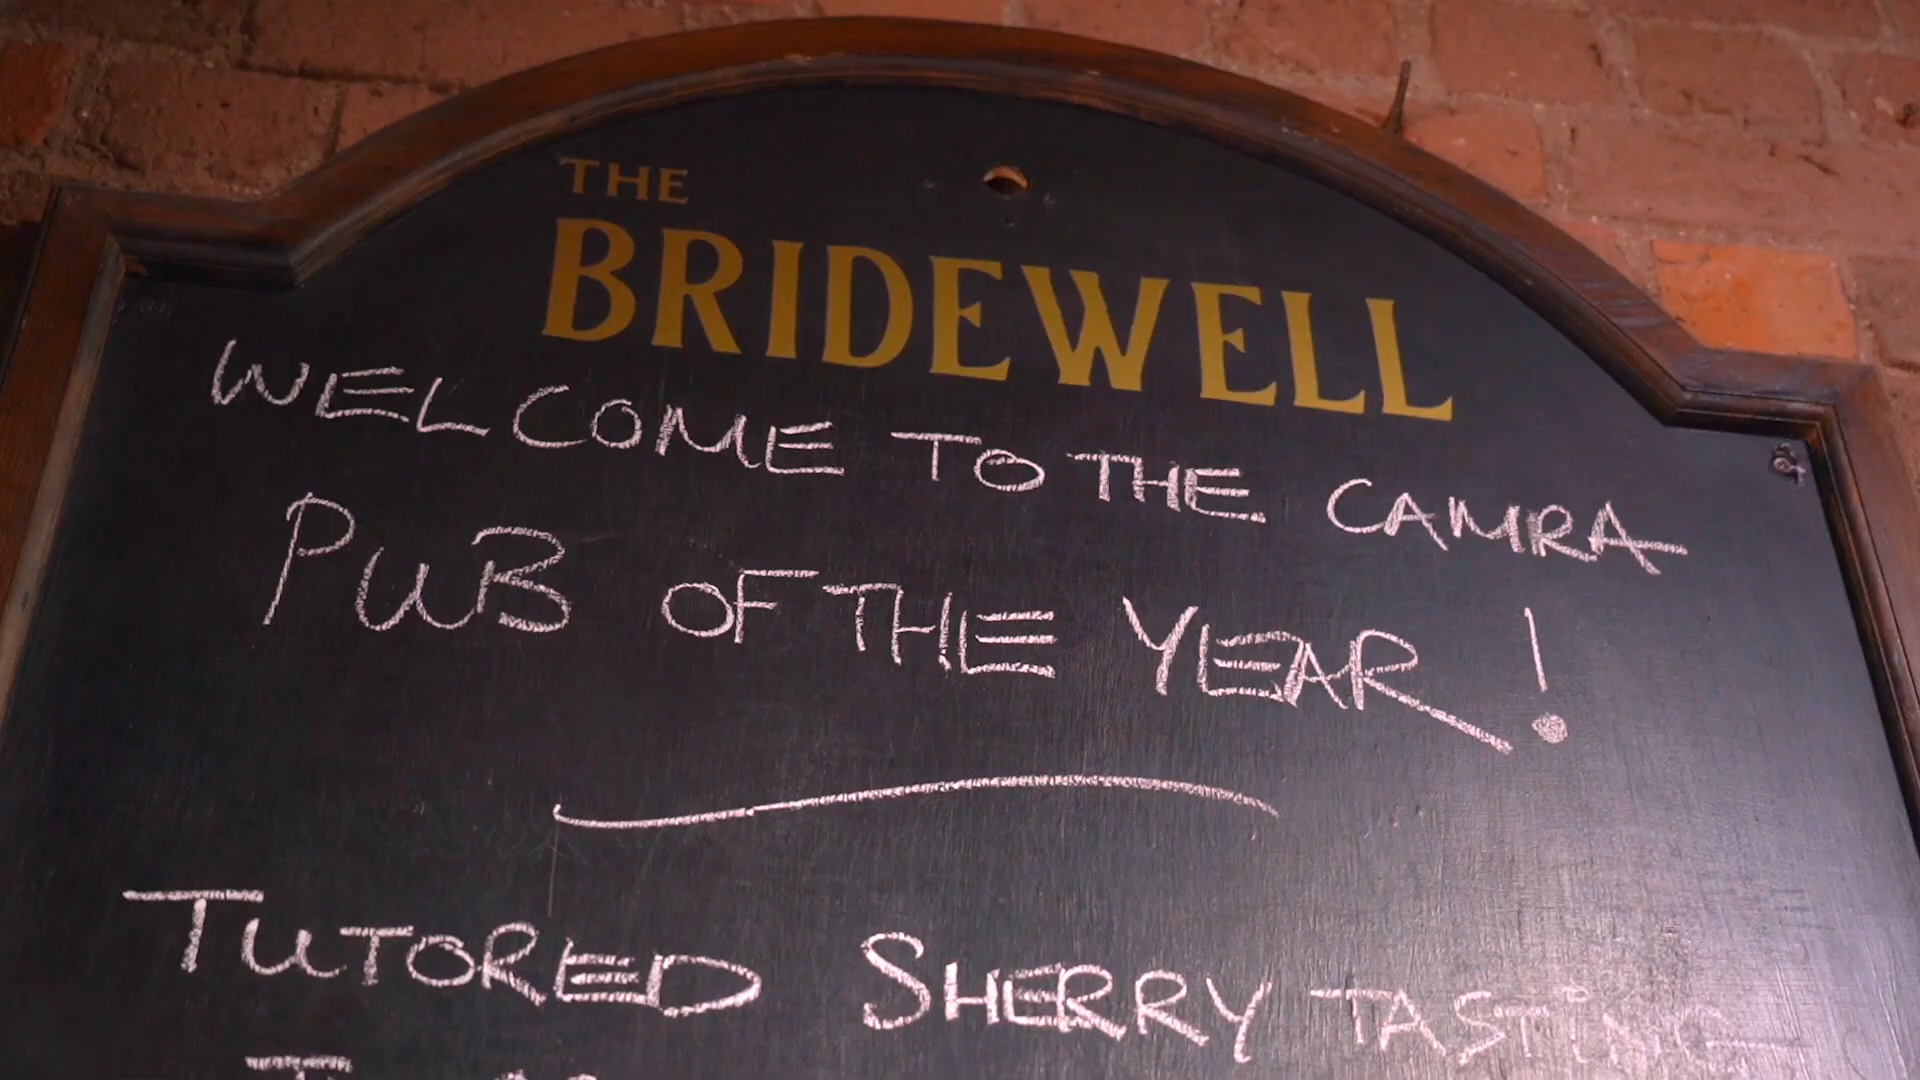 THE
BRIDEWELL
WELCOME TO THE CAMRA
PUB OF THE YEAR!
TUTORED SHERRY TASTING